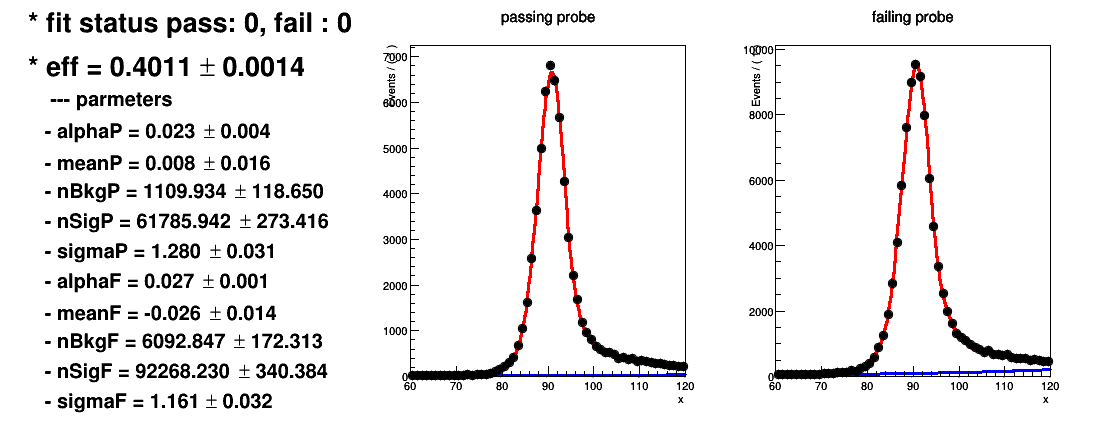 * fit status pass: 0, fail : 0
* eff = 0.4011 ± 0.0014
--- parmeters
- alphaP = 0.023 ± 0.004
- meanP = 0.008 ± 0.016
- nBkgP = 1109.934 ± 118.650
- nSigP = 61785.942 ± 273.416
- sigmaP = 1.280 ± 0.031
- alphaF = 0.027 ± 0.001
- meanF = -0.026 ± 0.014
- nBkgF = 6092.847 ± 172.313
- nSigF = 92268.230 ± 340.384
- sigmaF = 1.161 ± 0.032
passing probe
Events / ( )
7000
6000
5000
4000
3000
2000
1000
0
60 70 80 90 100 110 120
x
failing probe
Events / ( )
10000
8000
6000
4000
2000
0
60 70 80 90 100 110 120
x